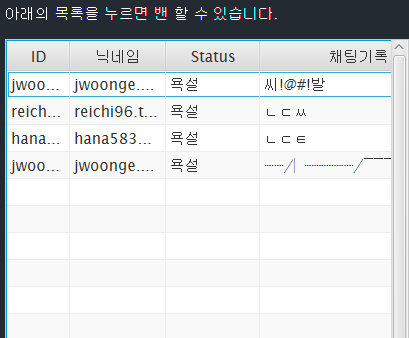 아래의 목록을 누르면 밴 할 수 있습니다.
ID 닉네임 Status 채팅기록
jwoo... jwoonge.... 욕설 씨!@#!발
reich... reichi96.t... 욕설 ㄴㄷㅆ
hana... hana583... 욕설 ㄴㄷㅌ
jwoo... jwoonge.... 욕설